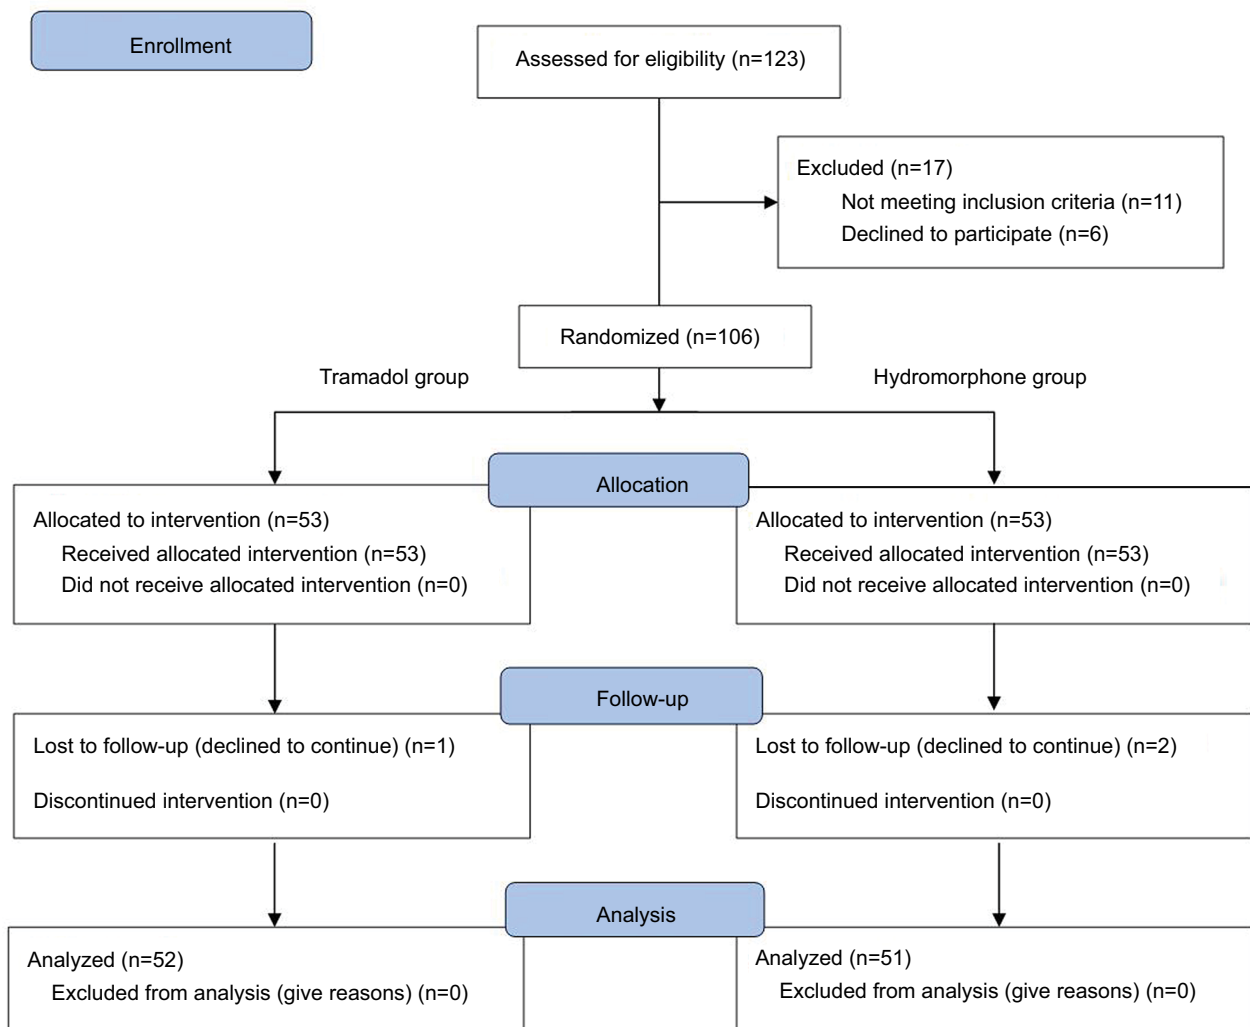 Enrollment
Assessed for eligibility (n=123)
Excluded (n=17)
Not meeting inclusion criteria (n=11)
Declined to participate (n=6)
Randomized (n=106)
Tramadol group
Hydromorphone group
Allocation
Allocated to intervention (n=53)
Received allocated intervention (n=53)
Did not receive allocated intervention (n=0)
Allocated to intervention (n=53)
Received allocated intervention (n=53)
Did not receive allocated intervention (n=0)
Follow-up
Lost to follow-up (declined to continue) (n=1)
Discontinued intervention (n=0)
Lost to follow-up (declined to continue) (n=2)
Discontinued intervention (n=0)
Analysis
Analyzed (n=52)
Excluded from analysis (give reasons) (n=0)
Analyzed (n=51)
Excluded from analysis (give reasons) (n=0)